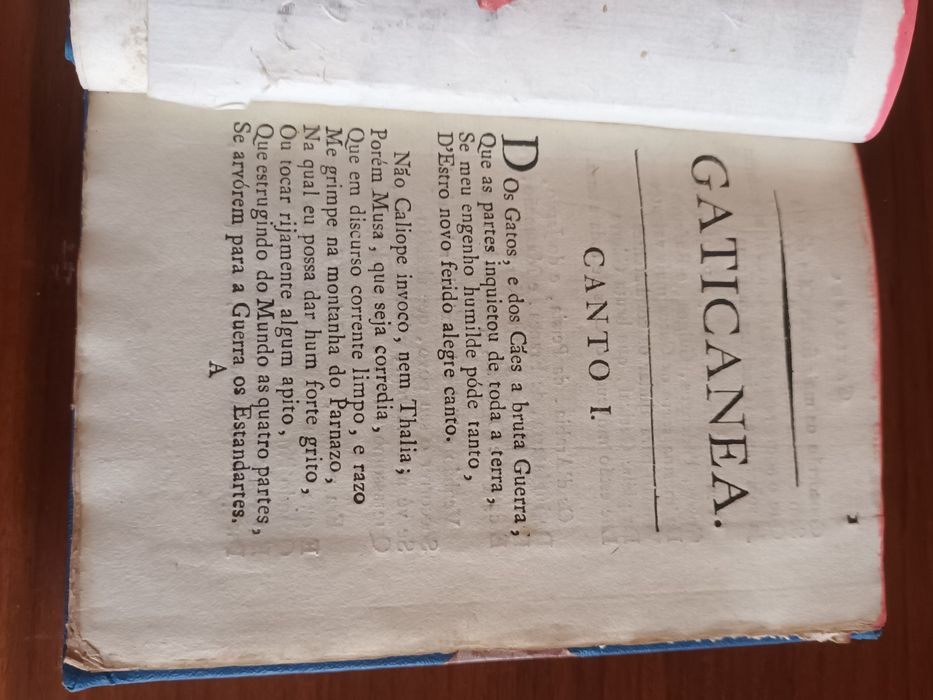 GATICANEA.
CANTO I.
DOs Gatos, e dos Cáes a bruta Guerra,
Que as partes inquietou de toda a terra,
Se meu engenho humilde póde tanto,
D'Estro novo ferido alegre canto.
Náo Caliope invoco, nem Thalia;
Porém Musa, que seja corredia,
Que em discurso corrente limpo, e razo
Me grimpe na montanha do Parnazo,
Na qual eu possa dar hum forte grito,
Ou tocar rijamente algum apito,
Que estrugindo do Mundo as quatro partes,
Se arvórem para a Guerra os Estandartes.
A